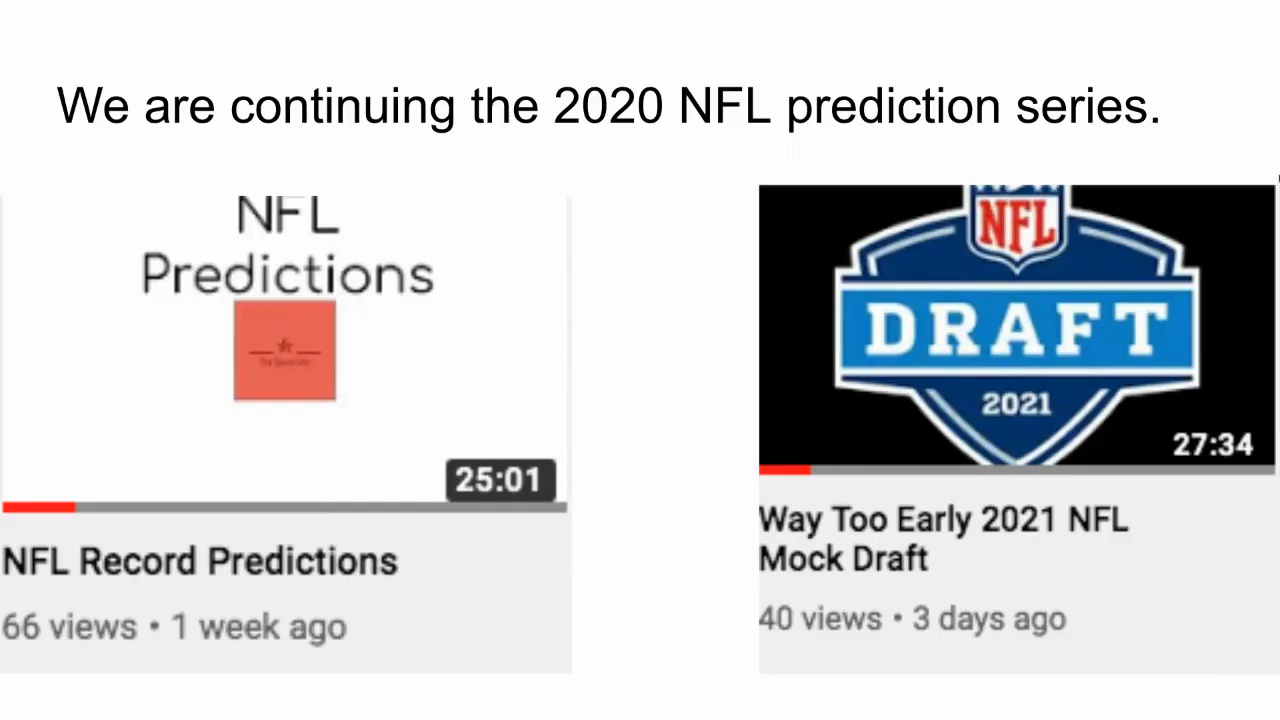 We are continuing the 2020 NFL prediction series.
NFL
Predictions
25:01
NFL Record Predictions
66 views • 1 week ago
NFL
DRAFT
2021
27:34
Way Too Early 2021 NFL
Mock Draft
40 views • 3 days ago